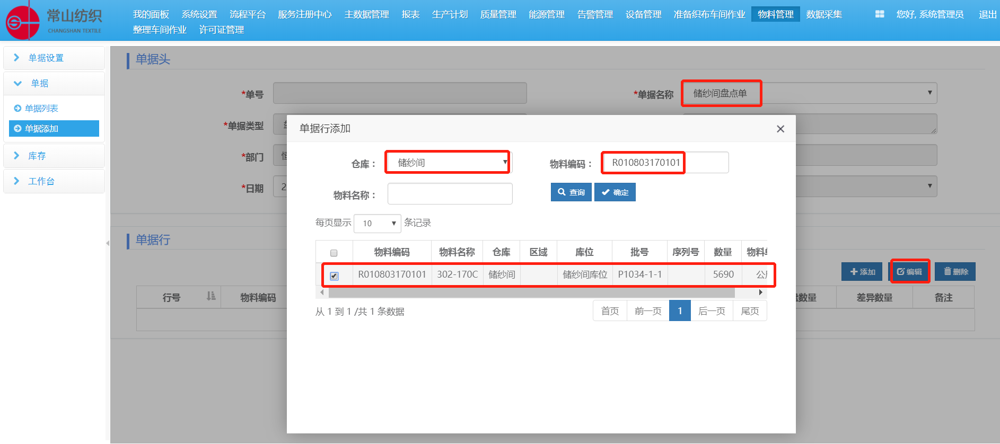 常山纺织
CHANGSHAN TEXTILE
我的面板 系统设置 流程平台 服务注册中心 主数据管理 报表 生产计划 质量管理 能源管理 告警管理 设备管理 准备织布车间作业 物料管理 数据采集
整理车间作业 许可证管理
您好, 系统管理员 退出
单据设置
单据
单据列表
单据添加
库存
工作台
单据头
*单号
*单据名称 储纱间盘点单
*单据类型
*部门
*日期 2
单据行添加
仓库： 储纱间
物料编码： R010803170101
物料名称：
查询 确定
每页显示 10 条记录
物料编码 物料名称 仓库 区域 库位 批号 序列号 数量 物料单
R010803170101 302-170C 储纱间 储纱间库位 P1034-1-1 5690 公
从 1 到 1 /共 1 条数据
首页 前一页 1 后一页 尾页
单据行
添加 编辑 删除
行号 物料编码 数量 差异数量 备注